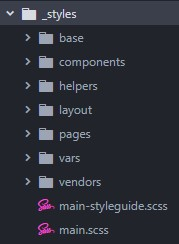 _styles
base
components
helpers
layout
pages
vars
vendors
main-styleguide.scss
main.scss